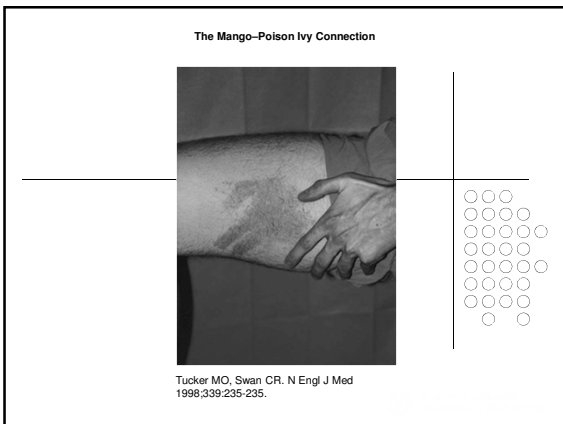 The Mango–Poison Ivy Connection
Tucker MO, Swan CR. N Engl J Med
1998;339:235-235.